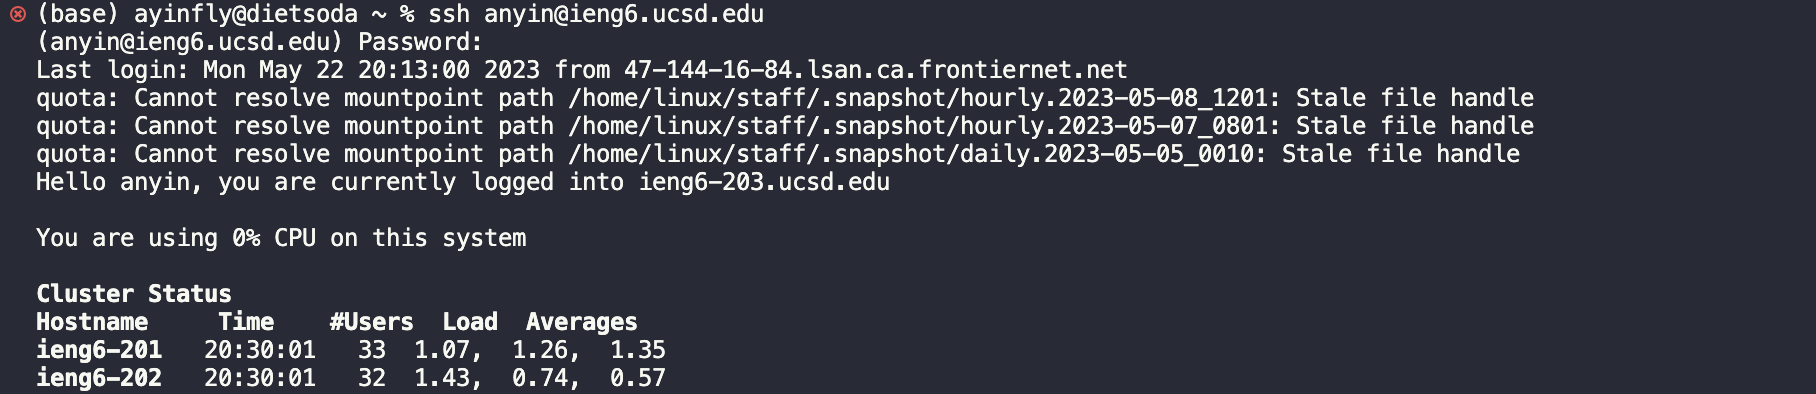 (base) ayinfly@dietsoda ~ % ssh anyin@ieng6.ucsd.edu
(anyin@ieng6.ucsd.edu) Password:
Last login: Mon May 22 20:13:00 2023 from 47-144-16-84.lsan.ca.frontiernet.net
quota: Cannot resolve mountpoint path /home/linux/staff/.snapshot/hourly.2023-05-08_1201: Stale file handle
quota: Cannot resolve mountpoint path /home/linux/staff/.snapshot/hourly.2023-05-07_0801: Stale file handle
quota: Cannot resolve mountpoint path /home/linux/staff/.snapshot/daily.2023-05-05_0010: Stale file handle
Hello anyin, you are currently logged into ieng6-203.ucsd.edu
You are using 0% CPU on this system
Cluster Status
Hostname     Time    #Users  Load  Averages
ieng6-201   20:30:01   33  1.07,  1.26,  1.35
ieng6-202   20:30:01   32  1.43,  0.74,  0.57